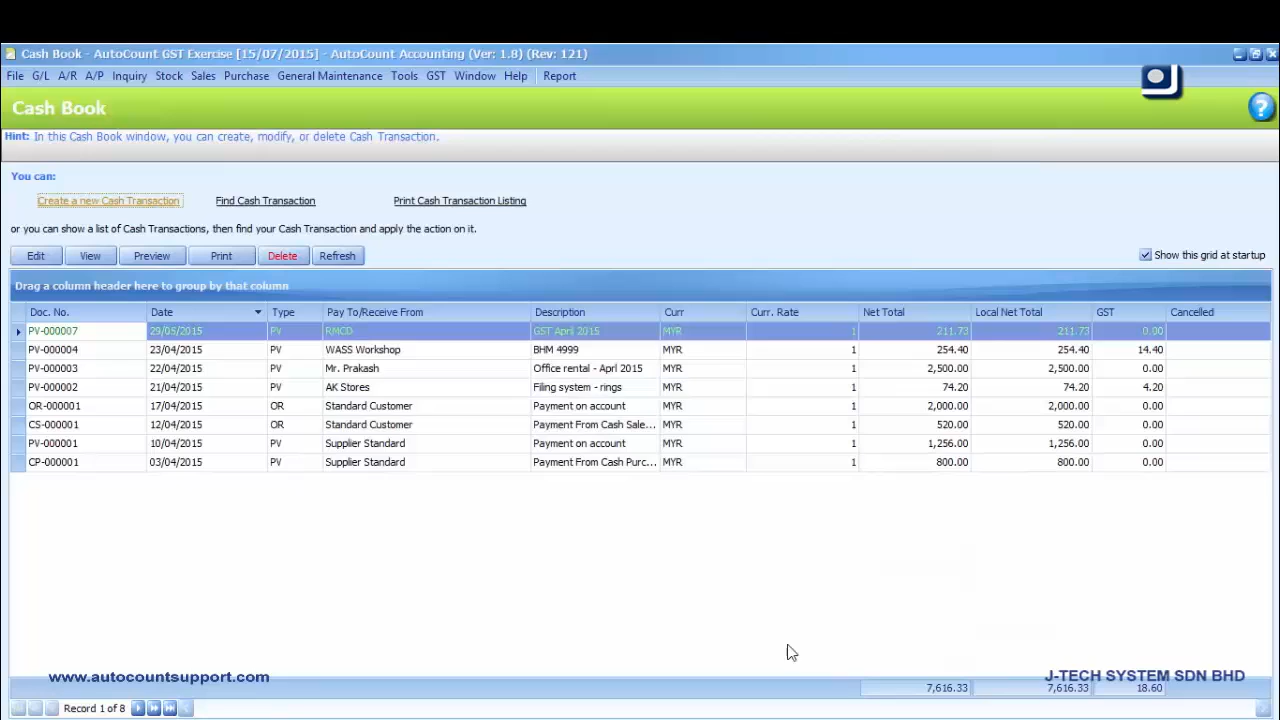 Cash Book - AutoCount GST Exercise [15/07/2015] - AutoCount Accounting (Ver: 1.8) (Rev: 121)
File G/L A/R A/P Inquiry Stock Sales Purchase General Maintenance Tools GST Window Help Report
Cash Book
Hint: In this Cash Book window, you can create, modify, or delete Cash Transaction.
You can:
Create a new Cash Transaction Find Cash Transaction Print Cash Transaction Listing
or you can show a list of Cash Transactions, then find your Cash Transaction and apply the action on it.
Edit View Preview Print Delete Refresh Show this grid at startup
Drag a column header here to group by that column
Doc. No. Date Type Pay To/Receive From Description Curr Curr. Rate Net Total Local Net Total GST Cancelled
PV-000007 29/05/2015 PV RMCD GST April 2015 MYR 1 211.73 211.73 0.00
PV-000004 23/04/2015 PV WASS Workshop BHM 4999 MYR 1 254.40 254.40 14.40
PV-000003 22/04/2015 PV Mr. Prakash Office rental - Aprl 2015 MYR 1 2,500.00 2,500.00 0.00
PV-000002 21/04/2015 PV AK Stores Filing system - rings MYR 1 74.20 74.20 4.20
OR-000001 17/04/2015 OR Standard Customer Payment on account MYR 1 2,000.00 2,000.00 0.00
CS-000001 12/04/2015 OR Standard Customer Payment From Cash Sale... MYR 1 520.00 520.00 0.00
PV-000001 10/04/2015 PV Supplier Standard Payment on account MYR 1 1,256.00 1,256.00 0.00
CP-000001 03/04/2015 PV Supplier Standard Payment From Cash Purc... MYR 1 800.00 800.00 0.00
www.autocountsupport.com J-TECH SYSTEM SDN BHD
7,616.33 7,616.33 18.60
Record 1 of 8